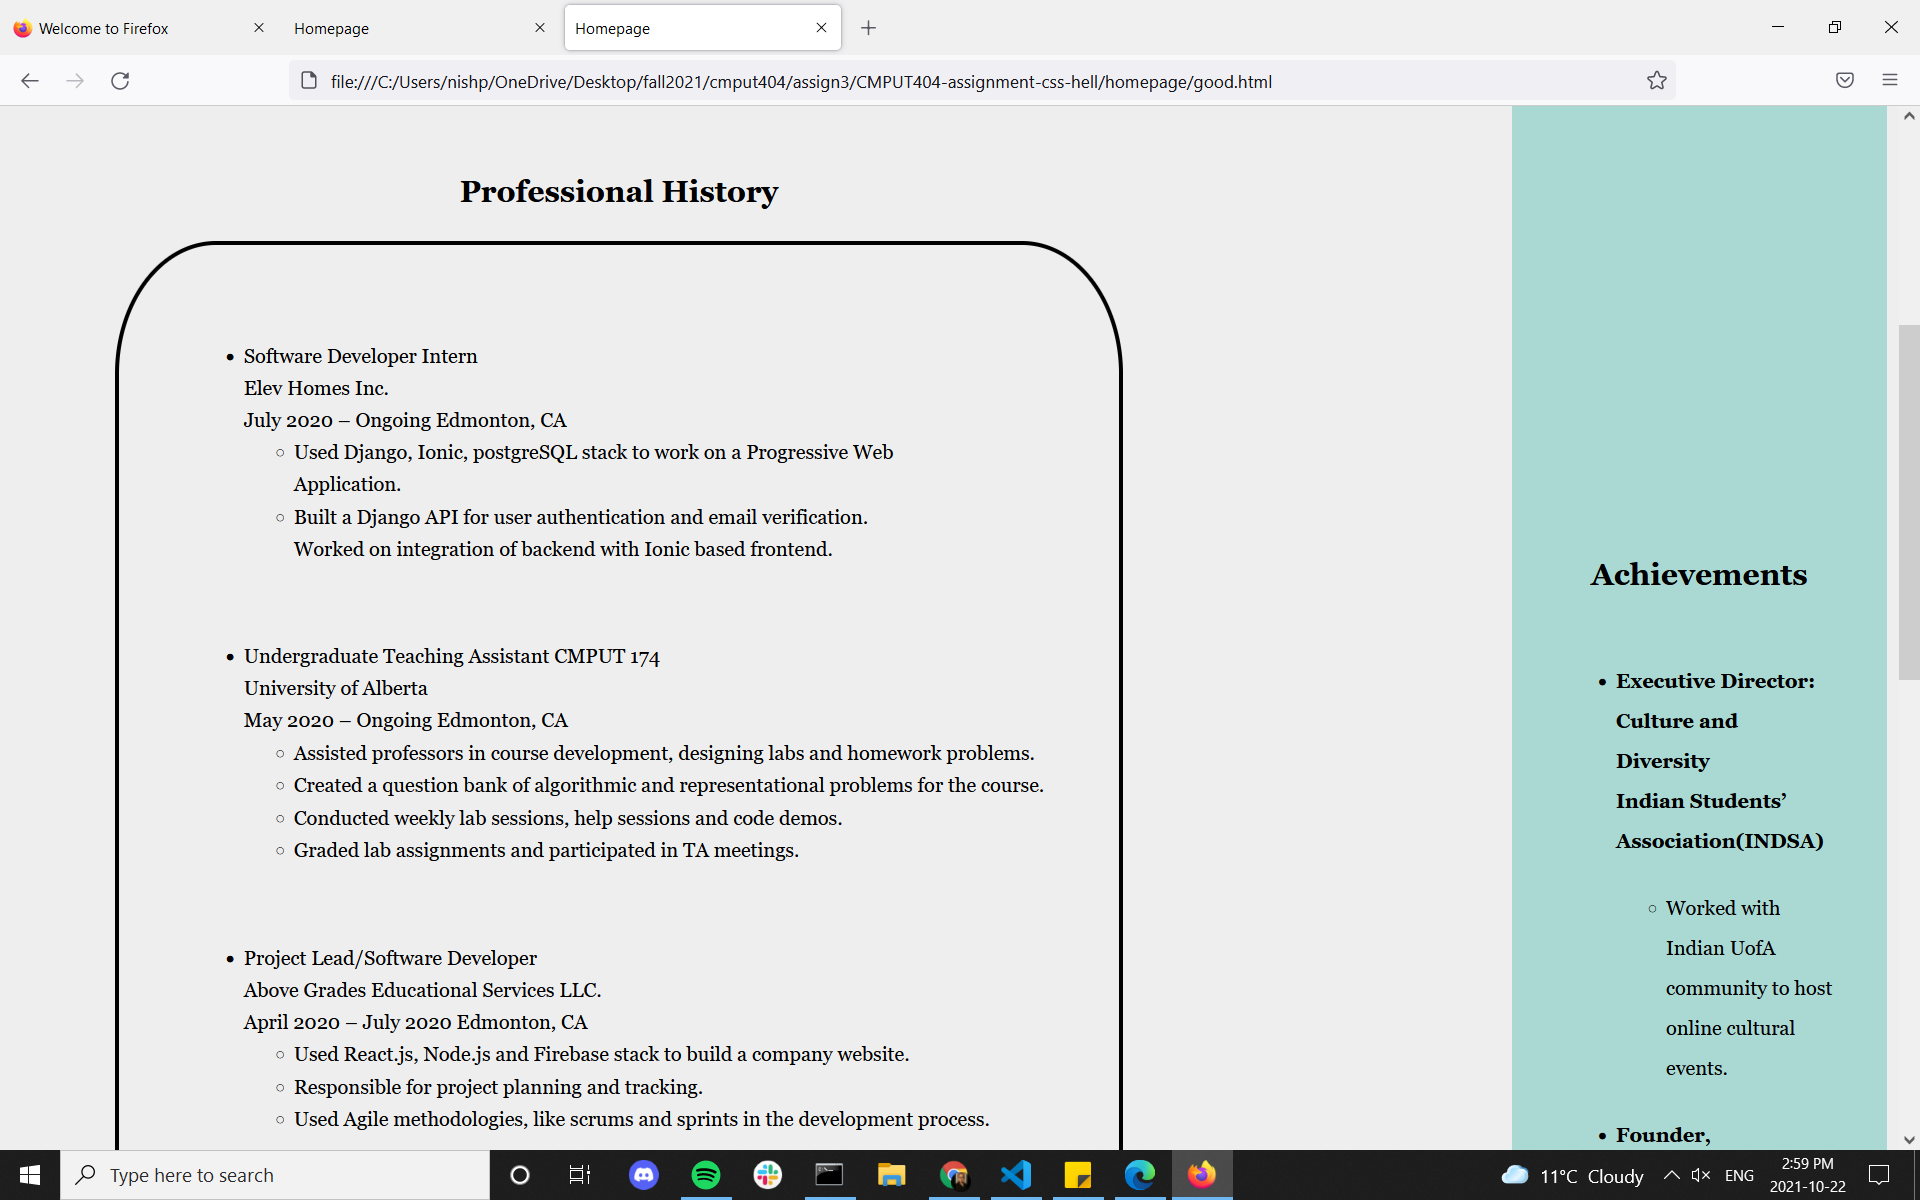 Welcome to Firefox
Homepage
Homepage
file:///C:/Users/nishp/OneDrive/Desktop/fall2021/cmput404/assign3/CMPUT404-assignment-css-hell/homepage/good.html
Professional History
Software Developer Intern
Elev Homes Inc.
July 2020 – Ongoing Edmonton, CA
Used Django, Ionic, postgreSQL stack to work on a Progressive Web
Application.
Built a Django API for user authentication and email verification.
Worked on integration of backend with Ionic based frontend.
Undergraduate Teaching Assistant CMPUT 174
University of Alberta
May 2020 – Ongoing Edmonton, CA
Assisted professors in course development, designing labs and homework problems.
Created a question bank of algorithmic and representational problems for the course.
Conducted weekly lab sessions, help sessions and code demos.
Graded lab assignments and participated in TA meetings.
Project Lead/Software Developer
Above Grades Educational Services LLC.
April 2020 – July 2020 Edmonton, CA
Used React.js, Node.js and Firebase stack to build a company website.
Responsible for project planning and tracking.
Used Agile methodologies, like scrums and sprints in the development process.
Achievements
Executive Director:
Culture and
Diversity
Indian Students’
Association(INDSA)
Worked with
Indian UofA
community to host
online cultural
events.
Founder,
Type here to search
11°C Cloudy
ENG
2:59 PM
2021-10-22